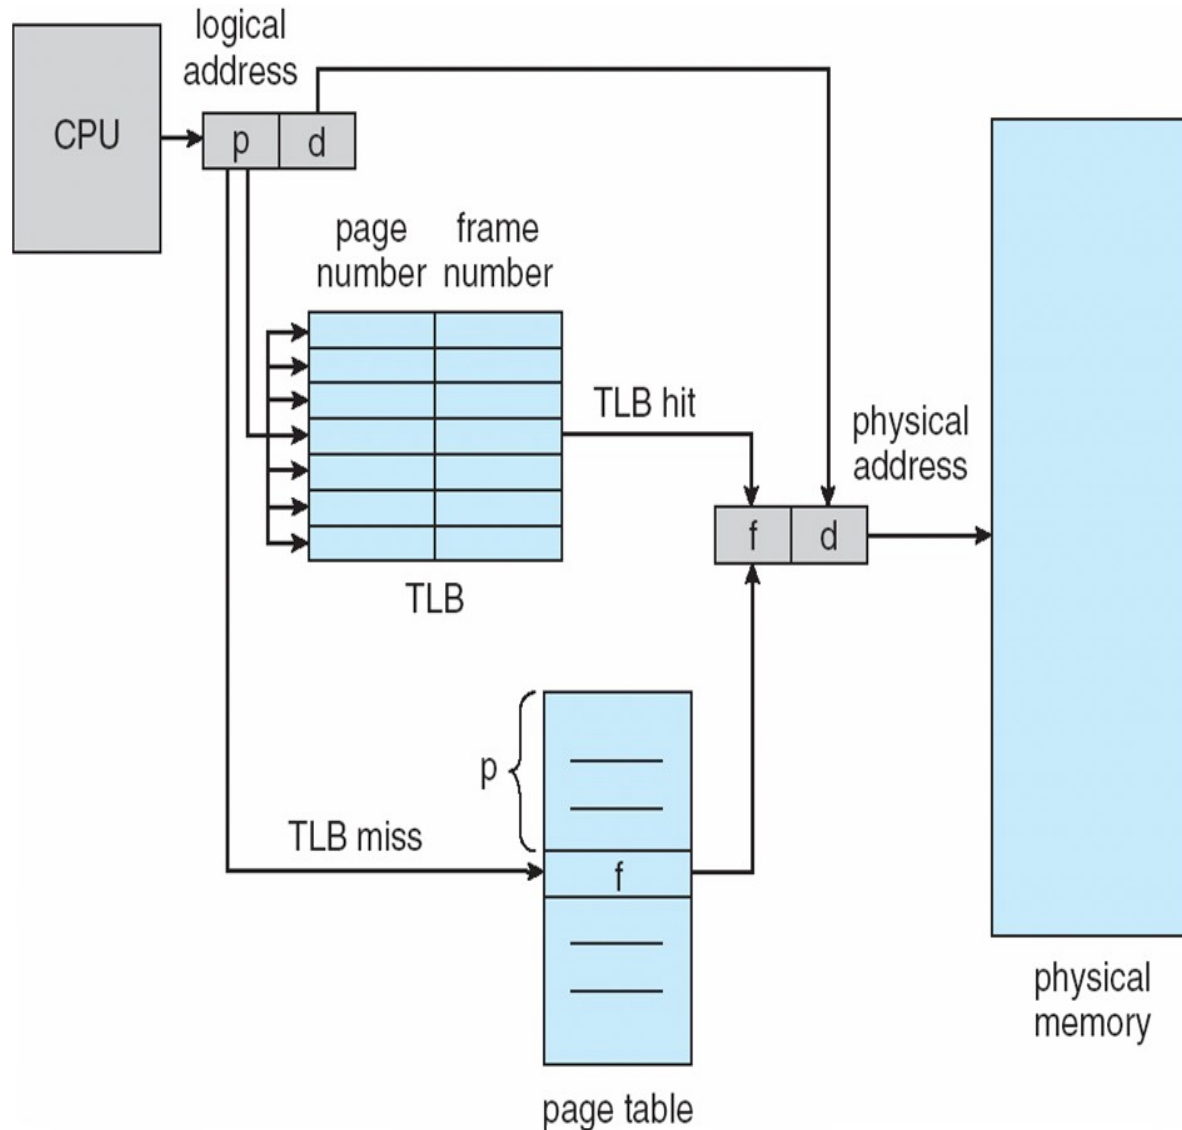 logical
address
CPU
p d
page frame
number number
TLB hit
physical
address
f d
TLB
p
TLB miss
f
physical
memory
page table